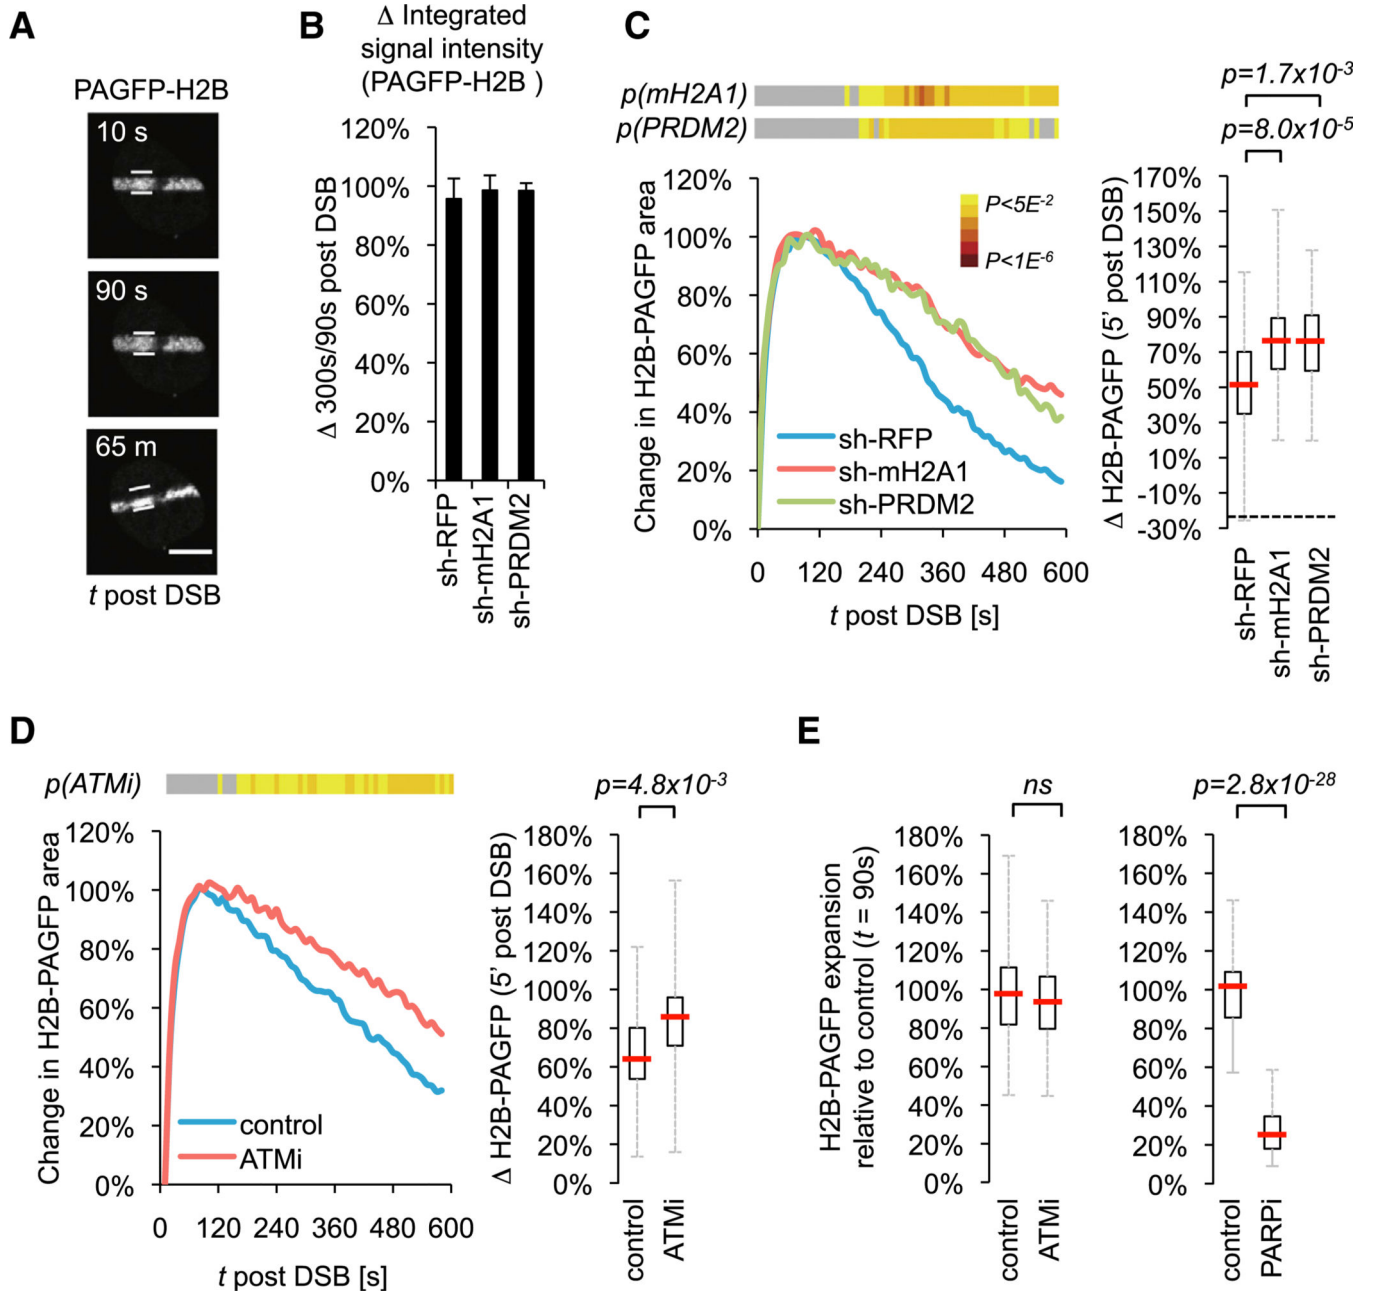 A
PAGFP-H2B
10 s
90 s
65 m
t post DSB
B
Δ Integrated
signal intensity
(PAGFP-H2B )
Δ 300s/90s post DSB
120%
100%
80%
60%
40%
20%
0%
sh-RFP
sh-mH2A1
sh-PRDM2
C
p(mH2A1)
p(PRDM2)
Change in H2B-PAGFP area
120%
100%
80%
60%
40%
20%
0%
P<5E-2
P<1E-6
sh-RFP
sh-mH2A1
sh-PRDM2
0 120 240 360 480 600
t post DSB [s]
p=1.7x10-3
p=8.0x10-5
Δ H2B-PAGFP (5’ post DSB)
170%
150%
130%
110%
90%
70%
50%
30%
10%
-10%
-30%
sh-RFP
sh-mH2A1
sh-PRDM2
D
p(ATMi)
Change in H2B-PAGFP area
120%
100%
80%
60%
40%
20%
0%
control
ATMi
0 120 240 360 480 600
t post DSB [s]
p=4.8x10-3
Δ H2B-PAGFP (5’ post DSB)
180%
160%
140%
120%
100%
80%
60%
40%
20%
0%
control
ATMi
E
H2B-PAGFP expansion
relative to control (t = 90s)
ns
180%
160%
140%
120%
100%
80%
60%
40%
20%
0%
control
ATMi
p=2.8x10-28
180%
160%
140%
120%
100%
80%
60%
40%
20%
0%
control
PARPi